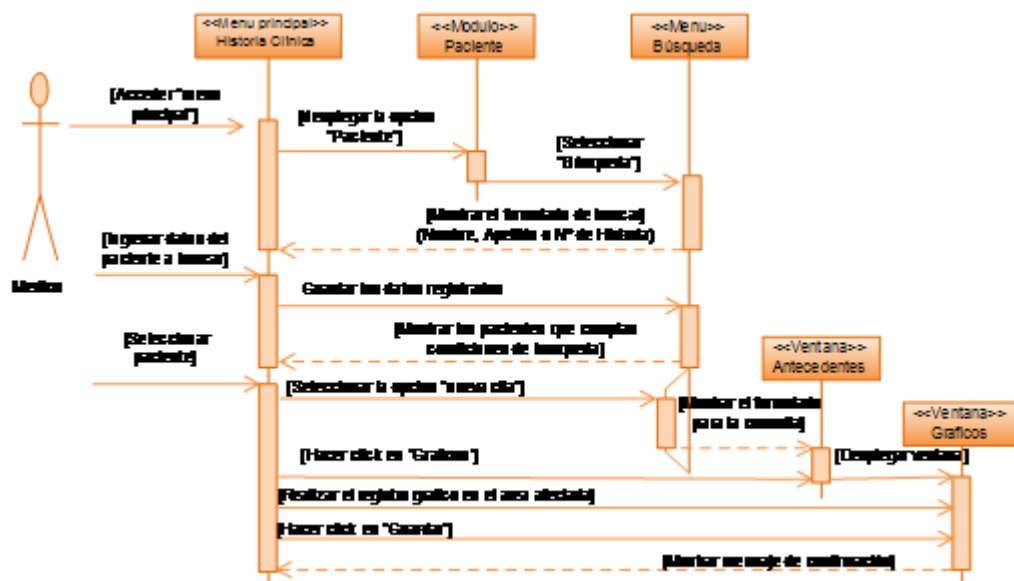 <<Menu principal>>
Historia Clínica
<<Modulo>>
Paciente
<<Menu>>
Búsqueda
[Acceder "menu
principal"]
[Desplegar la opcion
"Paciente"]
[Seleccionar
"Búsqueda"]
[Mostrar el formulario de buscar]
(Nombre, Apellido o Nº de Historia)
[Ingresar datos del
paciente a buscar]
Medico
Guardar los datos registrados
[Mostrar los pacientes que cumplan
condiciones de busqueda]
[Seleccionar
paciente]
<<Ventana>>
Antecedentes
[Seleccionar la opcion "nueva cita"]
[Mostrar el formulario
para la consulta]
<<Ventana>>
Graficos
[Hacer click en "Graficos"]
[Desplegar ventana]
[Realizar el registro grafico en el area afectada]
[Hacer click en "Guardar"]
[Mostrar mensaje de confirmación]